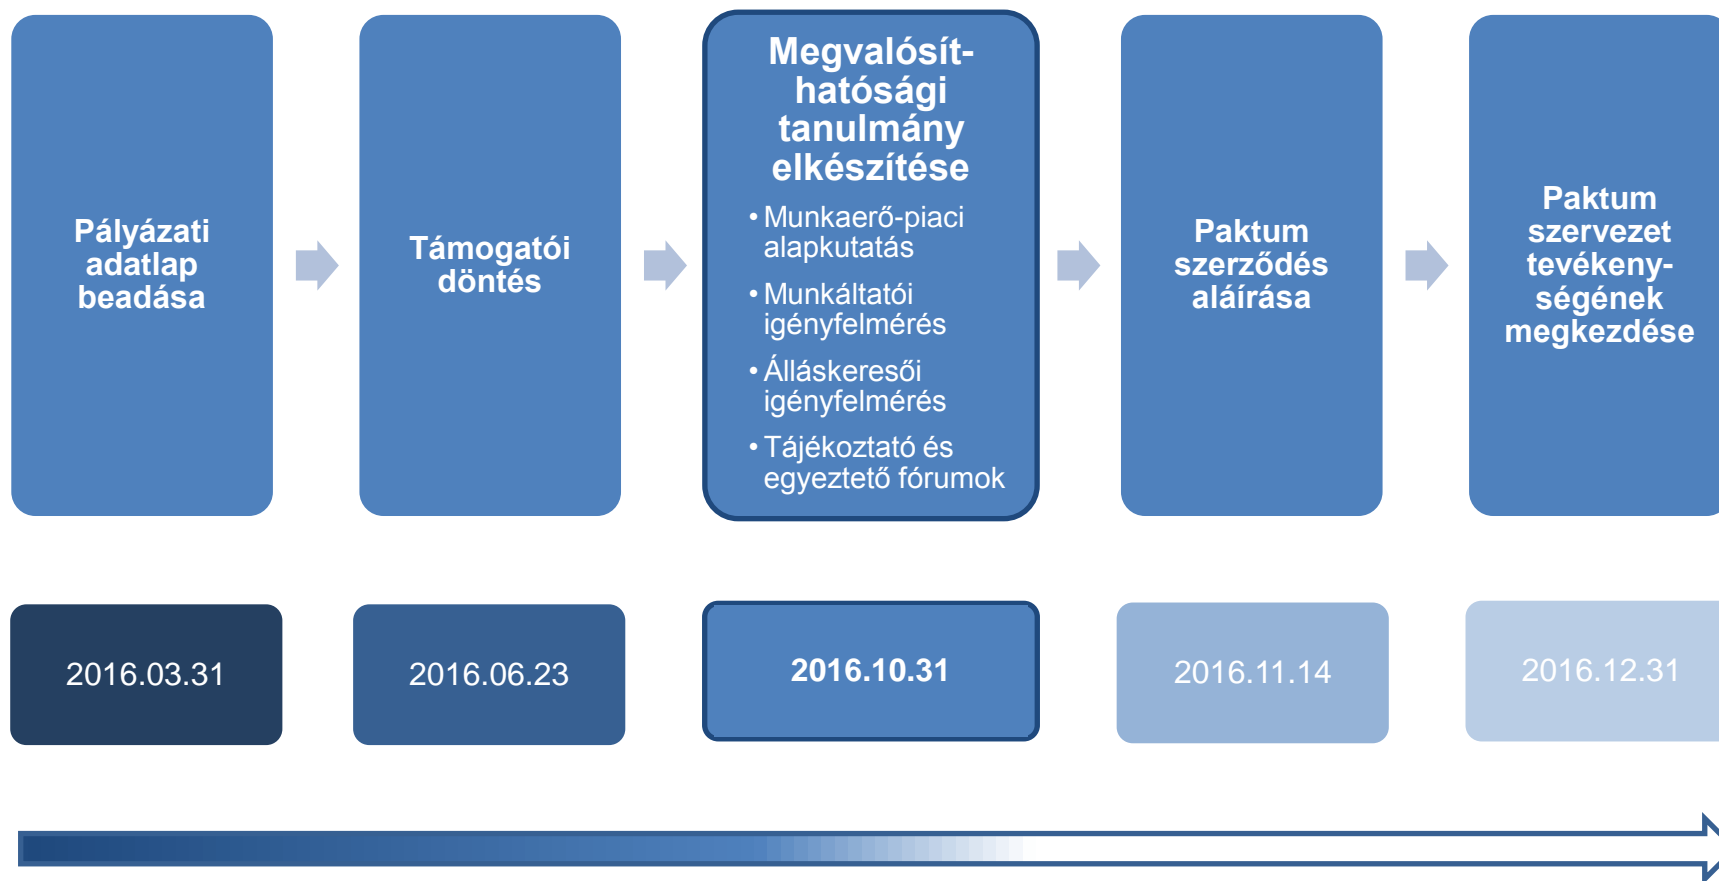 Pályázati
adatlap
beadása
Támogatói
döntés
Megvalósít-
hatósági
tanulmány
elkészítése
• Munkaerő-piaci
alapkutatás
• Munkáltatói
igényfelmérés
• Álláskeresői
igényfelmérés
• Tájékoztató és
egyeztető fórumok
Paktum
szerződés
aláírása
Paktum
szervezet
tevékeny-
ségének
megkezdése
2016.03.31
2016.06.23
2016.10.31
2016.11.14
2016.12.31